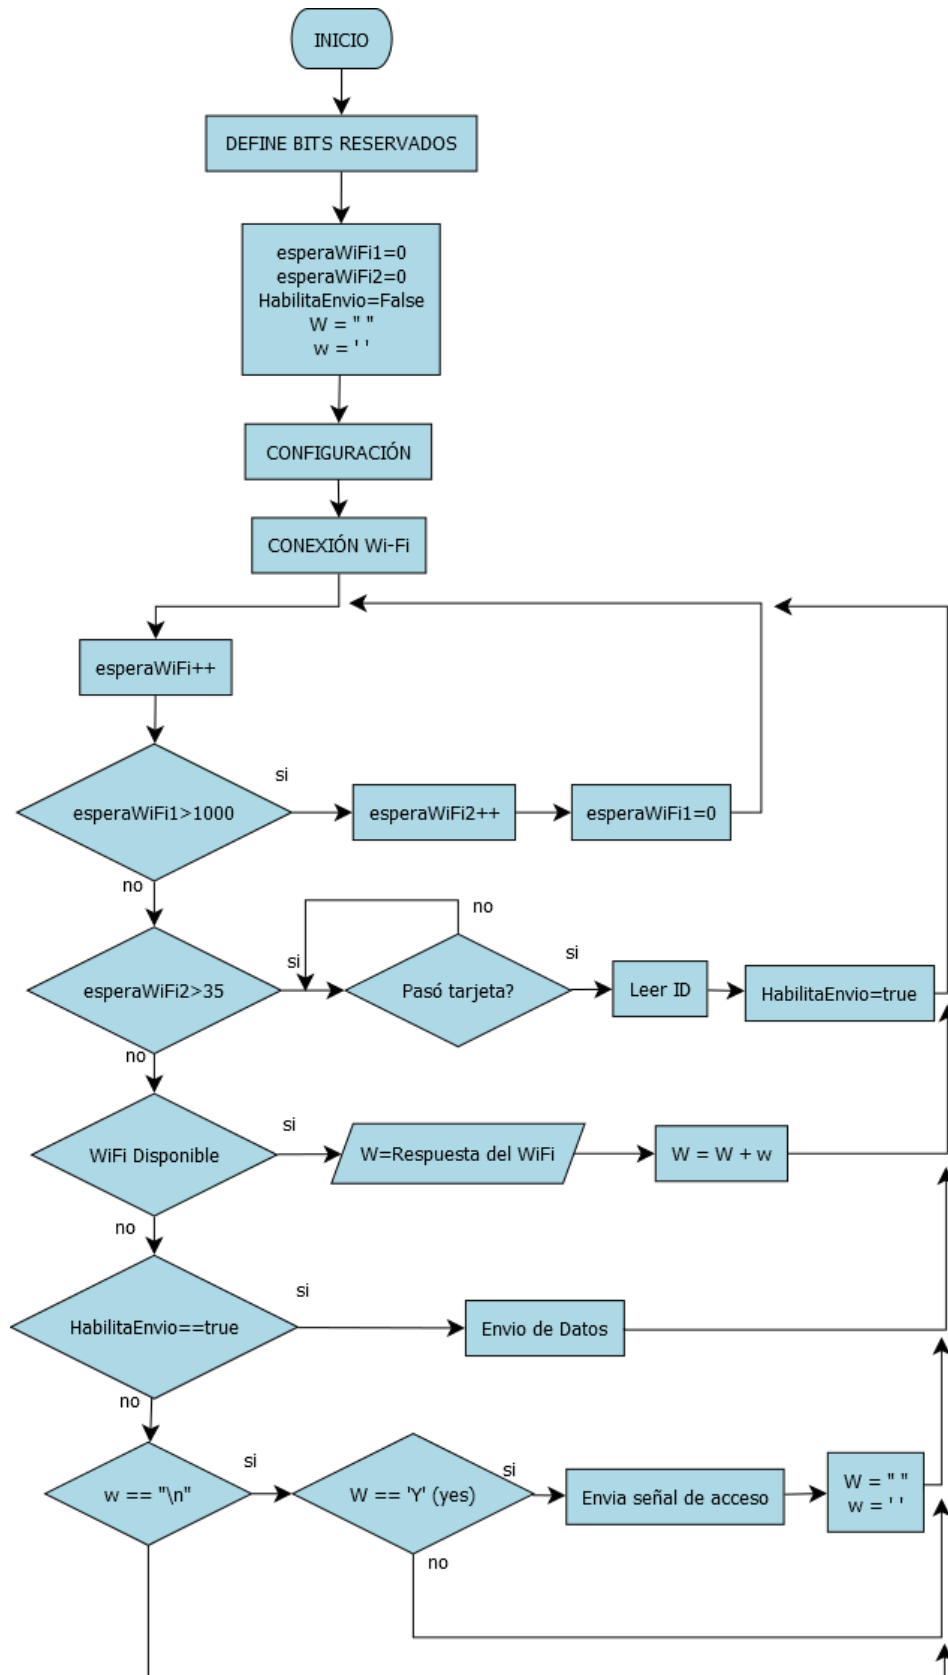 INICIO
DEFINE BITS RESERVADOS
esperaWiFi1=0
esperaWiFi2=0
HabilitaEnvio=False
W = " "
w = ' '
CONFIGURACIÓN
CONEXIÓN Wi-Fi
esperaWiFi++
si
esperaWiFi1>1000
esperaWiFi2++
esperaWiFi1=0
no
no
si
si
esperaWiFi2>35
Pasó tarjeta?
Leer ID
HabilitaEnvio=true
no
si
WiFi Disponible
W=Respuesta del WiFi
W = W + w
no
si
HabilitaEnvio==true
Envio de Datos
no
si
si
w == "\n"
W == 'Y' (yes)
Envia señal de acceso
W = " "
w = ' '
no